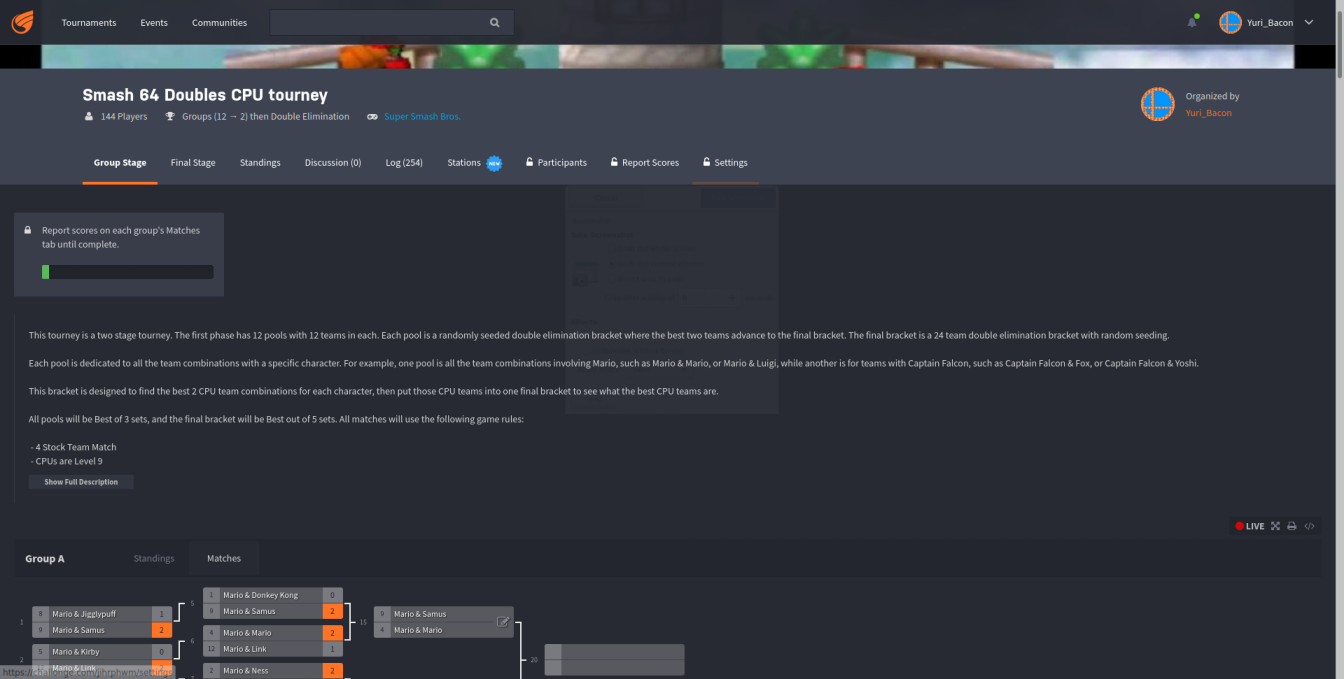 Tournaments Events Communities
Yuri_Bacon
Smash 64 Doubles CPU tourney
144 Players Groups (12 → 2) then Double Elimination Super Smash Bros.
Organized by
Yuri_Bacon
Group Stage Final Stage Standings Discussion (0) Log (254) Stations NEW Participants Report Scores Settings
Report scores on each group's Matches
tab until complete.
This tourney is a two stage tourney. The first phase has 12 pools with 12 teams in each. Each pool is a randomly seeded double elimination bracket where the best two teams advance to the final bracket. The final bracket is a 24 team double elimination bracket with random seeding.
Each pool is dedicated to all the team combinations with a specific character. For example, one pool is all the team combinations involving Mario, such as Mario & Mario, or Mario & Luigi, while another is for teams with Captain Falcon, such as Captain Falcon & Fox, or Captain Falcon & Yoshi.
This bracket is designed to find the best 2 CPU team combinations for each character, then put those CPU teams into one final bracket to see what the best CPU teams are.
All pools will be Best of 3 sets, and the final bracket will be Best out of 5 sets. All matches will use the following game rules:
- 4 Stock Team Match
- CPUs are Level 9
Show Full Description
LIVE
Group A Standings Matches
1 Mario & Donkey Kong 0
5
9 Mario & Samus 2
8 Mario & Jigglypuff 1
1
9 Mario & Samus 2
9 Mario & Samus
15
4 Mario & Mario
4 Mario & Mario 2
6
12 Mario & Link 1
5 Mario & Kirby 0
2
Mario & Link
20
2 Mario & Ness 2
https://challonge.com/jihrphwm/settings